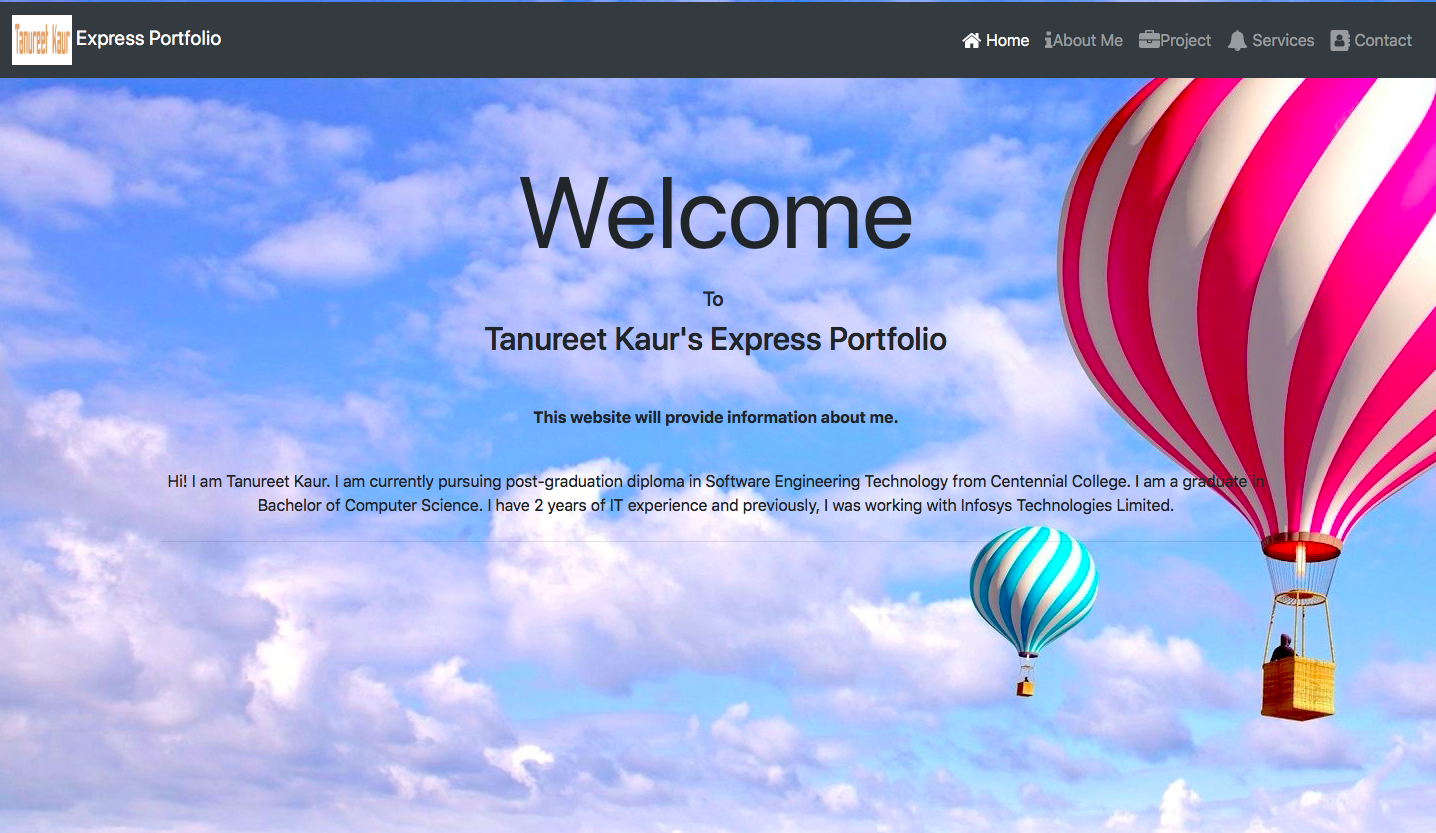 Tanureet Kaur Express Portfolio
Home About Me Project Services Contact
Welcome
To
Tanureet Kaur's Express Portfolio
This website will provide information about me.
Hi! I am Tanureet Kaur. I am currently pursuing post-graduation diploma in Software Engineering Technology from Centennial College. I am a graduate in
Bachelor of Computer Science. I have 2 years of IT experience and previously, I was working with Infosys Technologies Limited.